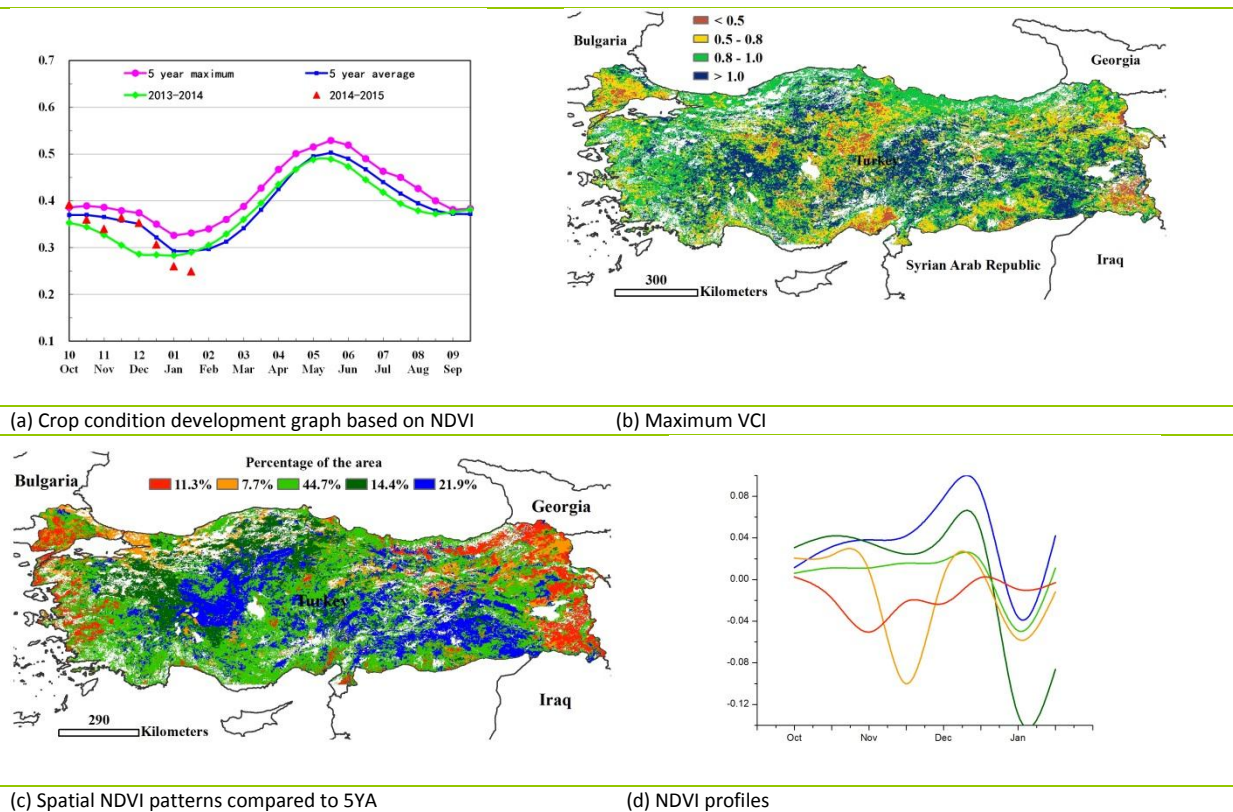 0.7
5 year maximum
5 year average
2013-2014
2014-2015
0.6
0.5
0.4
0.3
0.2
0.1
10 11 12 01 02 03 04 05 06 07 08 09
Oct Nov Dec Jan Feb Mar Apr May Jun Jul Aug Sep
< 0.5
0.5 - 0.8
0.8 - 1.0
> 1.0
Bulgaria
Georgia
Turkey
Syrian Arab Republic
Iraq
300
Kilometers
(a) Crop condition development graph based on NDVI
(b) Maximum VCI
Percentage of the area
11.3% 7.7% 44.7% 14.4% 21.9%
Bulgaria
Georgia
Turkey
Iraq
290
Kilometers
0.08
0.04
0.00
-0.04
-0.08
-0.12
Oct Nov Dec Jan
(c) Spatial NDVI patterns compared to 5YA
(d) NDVI profiles